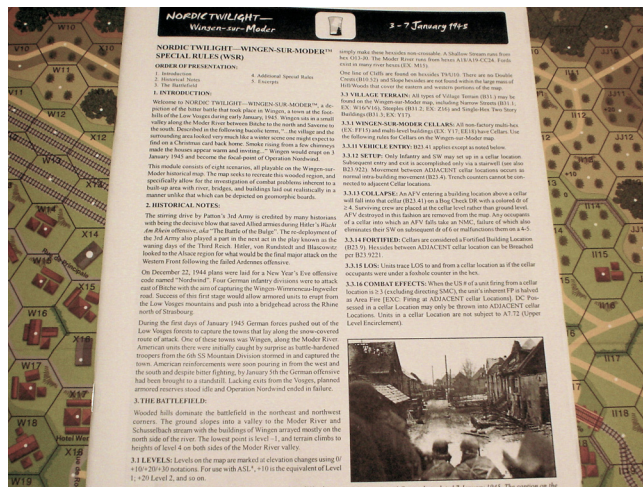 NORDIC TWILIGHT—
Wingen-sur-Moder
3 - 7 January 1945
NORDIC TWILIGHT—WINGEN-SUR-MODER™
SPECIAL RULES (WSR)
ORDER OF PRESENTATION:
1. Introduction
2. Historical Notes
3. The Battlefield
4. Additional Special Rules
5. Excerpts
1. INTRODUCTION:
Welcome to NORDIC TWILIGHT—WINGEN-SUR-MODER™, a de-
piction of the bitter battle that took place in Wingen, a town at the foot-
hills of the Low Vosges during early January, 1945. Wingen sits in a small
valley along the Moder River between Bitche to the north and Saverne to
the south. Described in the following bucolic terms, "...the village and the
surrounding area looked very much like a winter scene one might expect to
find on a Christmas card back home. Smoke rising from a few chimneys
made the houses appear warm and inviting..." Wingen would erupt on 3
January 1945 and become the focal-point of Operation Nordwind.
This module consists of eight scenarios, all playable on the Wingen-sur-
Moder historical map. The map seeks to recreate this wooded region, and
specifically allow for the investigation of combat problems inherent to a
built-up area with river, bridges, and buildings laid out realistically in a
manner unlike that which can be depicted on geomorphic boards.
2. HISTORICAL NOTES:
The stirring drive by Patton's 3rd Army is credited by many historians
with being the decisive blow that saved Allied armies during Hitler's Wacht
Am Rhein offensive, aka "The Battle of the Bulge". The re-deployment of
the 3rd Army also played a part in the next act in the play known as the
waning days of the Third Reich. Hitler, von Rundstedt and Blascowitz
looked to the Alsace region for what would be the final major attack on the
Western Front following the failed Ardennes offensive.
On December 22, 1944 plans were laid for a New Year's Eve offensive
code named "Nordwind". Four German infantry divisions were to attack
east of Bitche with the aim of capturing the Wingen-Wimmeneau-Ingweiler
road. Success of this first stage would allow armored units to erupt from
the Low Vosges mountains and push into a bridgehead across the Rhine
north of Strasbourg.
During the first days of January 1945 German forces pushed out of the
Low Vosges forests to capture the towns that lay along the snow-covered
route of attack. One of these towns was Wingen, along the Moder River.
American units there were initially caught by surprise as battle-hardened
troopers from the 6th SS Mountain Division stormed in and captured the
town. American reinforcements were soon pouring in from the west and
the south and despite bitter fighting, by January 5th the German offensive
had been brought to a standstill. Lacking exits from the Vosges, planned
armored reserves stood idle and Operation Nordwind ended in failure.
3. THE BATTLEFIELD:
Wooded hills dominate the battlefield in the northeast and northwest
corners. The ground slopes into a valley to the Moder River and
Schusselbach stream with the buildings of Wingen arrayed mostly on the
north side of the river. The lowest point is level –1, and terrain climbs to
heights of level 4 on both sides of the Moder River valley.
3.1 LEVELS: Levels on the map are marked at elevation changes using 0/
+10/+20/+30 notations. For use with ASL®, +10 is the equivalent of Level
1; +20 Level 2, and so on.
simply make those hexsides non-crossable. A Shallow Stream runs from
hex O13-J0. The Moder River runs from hexes A18/A19-CC28. Fords
exist in many river hexes (EX: M15).
One line of Cliffs are found on hexsides T9/U10. There are no Double
Crests (B10.52) and Slope hexsides are not found within the large mass of
Hill/Woods that cover the eastern and western portions of the map.
3.3 VILLAGE TERRAIN: All types of Village Terrain (B31.) may be
found on the Wingen-sur-Moder map, including Narrow Streets (B31.1;
EX: W16/V16), Steeples (B31.2; EX: Z16) and Single-Hex Two Story
Buildings (B31.3; EX: Y17).
3.3.1 WINGEN-SUR-MODER CELLARS: All non-factory multi-hex
(EX: FF15) and multi-level buildings (EX: Y17; EE18) have Cellars. Use
the following rules for Cellars on the Wingen-sur-Moder map.
3.3.11 VEHICLE ENTRY: B23.41 applies except as noted below.
3.3.12 SETUP: Only Infantry and SW may set up in a cellar location.
Subsequent entry and exit is accomplished only via a stairwell (see also
B23.922). Movement between ADJACENT cellar locations occurs as
normal intra-building movement (B23.4). Trench counters cannot be con-
nected to adjacent Cellar locations.
3.3.13 COLLAPSE: An AFV entering a building location above a cellar
will fall into that cellar (B23.41) on a Bog Check DR with a colored dr of
≥ 4. Surviving crew are placed at the cellar level rather than ground level.
AFV destroyed in this fashion are removed from the map. Any occupants
of a cellar into which an AFV falls take an NMC, failure of which also
eliminates their SW on subsequent dr of 6 or malfunctions them on a 4-5.
3.3.14 FORTIFIED: Cellars are considered a Fortified Building Location
(B23.9). Hexsides between ADJACENT cellar location can be Breached
per B23.9221.
3.3.15 LOS: Units trace LOS to and from a cellar location as if the cellar
occupants were under a foxhole counter in the hex.
3.3.16 COMBAT EFFECTS: When the US # of a unit firing from a cellar
location is ≥ 3 (excluding directing SMC), the unit's inherent FP is halved
as Area Fire [EXC: Firing at ADJACENT cellar Locations]. DC Pos-
sessed in a cellar Location may only be thrown into ADJACENT cellar
Locations. Units in a cellar Location are not subject to A7.72 (Upper
Level Encirclement).
W11
W12
W14
W15
X15
W16
X16
W17
X17
W18
X18
Hotel Wen
W19
II11
II12
II14
II15
II16
II17
II18